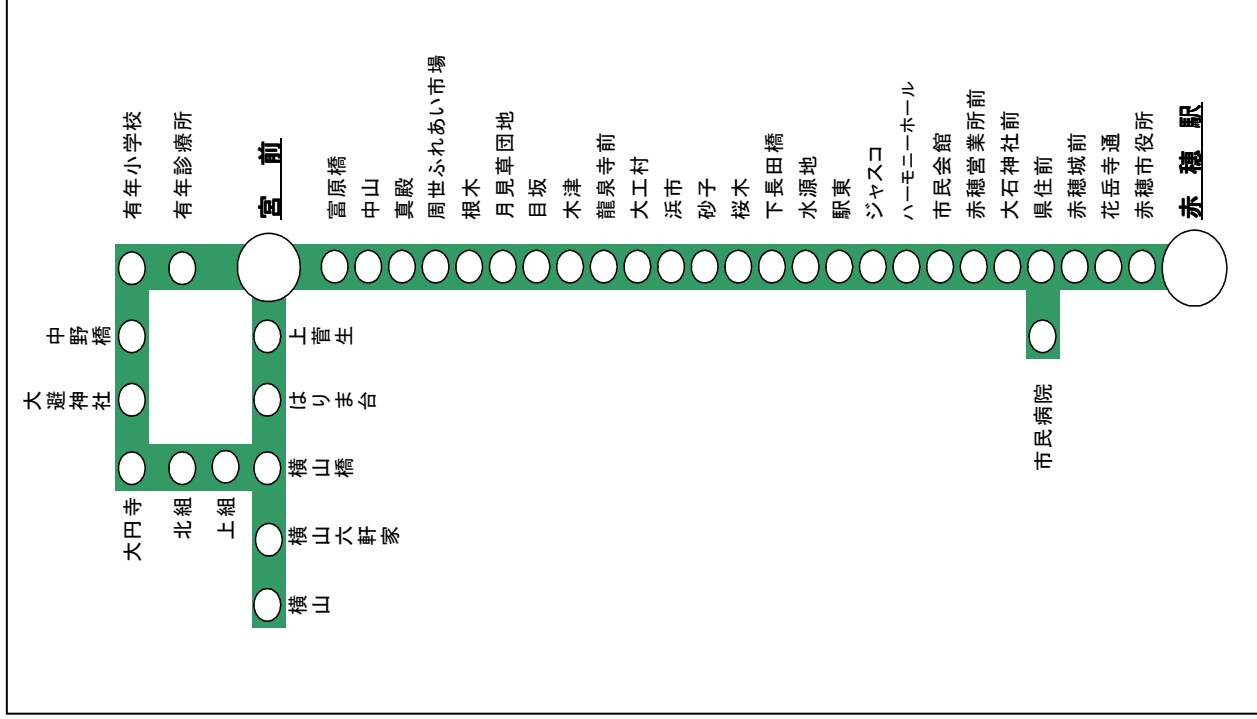 有年小学校
有年診療所
宮前
富原橋
中山
真殿
周世ふれあい市場
根木
月見草団地
目坂
木津
龍泉寺前
大工村
浜市
砂子
桜木
下長田橋
水源地
駅東
ジャスコ
ハーモニーホール
市民会館
赤穂営業所前
大石神社前
県住前
赤穂城前
花岳寺通
赤穂市役所
赤穂駅
中野橋
上菅生
大避神社
はりま台
市民病院
横山橋
大円寺
北組
上組
横山六軒家
横山